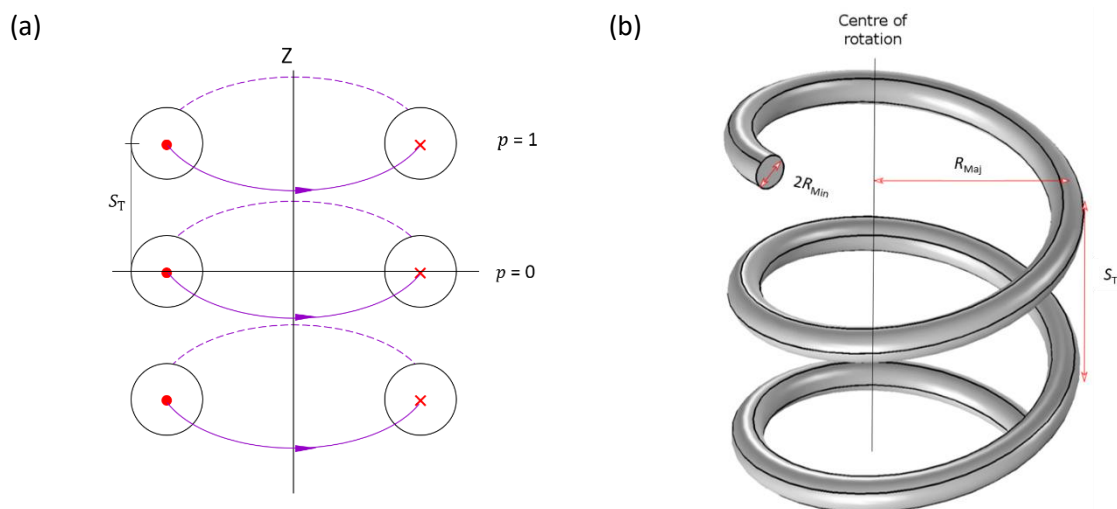 (a)
Z
p = 1
S_T
p = 0
(b)
Centre of
rotation
R_Maj
2R_Min
S_T